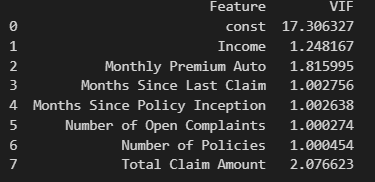 Feature VIF
0 const 17.306327
1 Income 1.248167
2 Monthly Premium Auto 1.815995
3 Months Since Last Claim 1.002756
4 Months Since Policy Inception 1.002638
5 Number of Open Complaints 1.000274
6 Number of Policies 1.000454
7 Total Claim Amount 2.076623